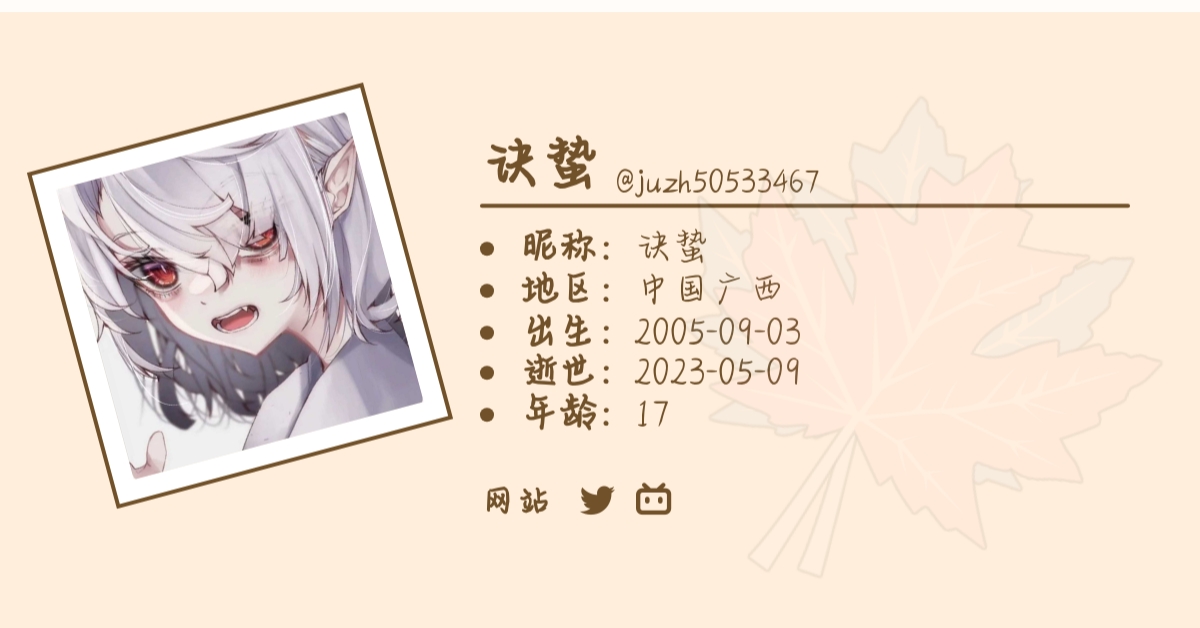 诀蛰 @juzh50533467
昵称：诀蛰
地区：中国广西
出生：2005-09-03
逝世：2023-05-09
年龄：17
网站